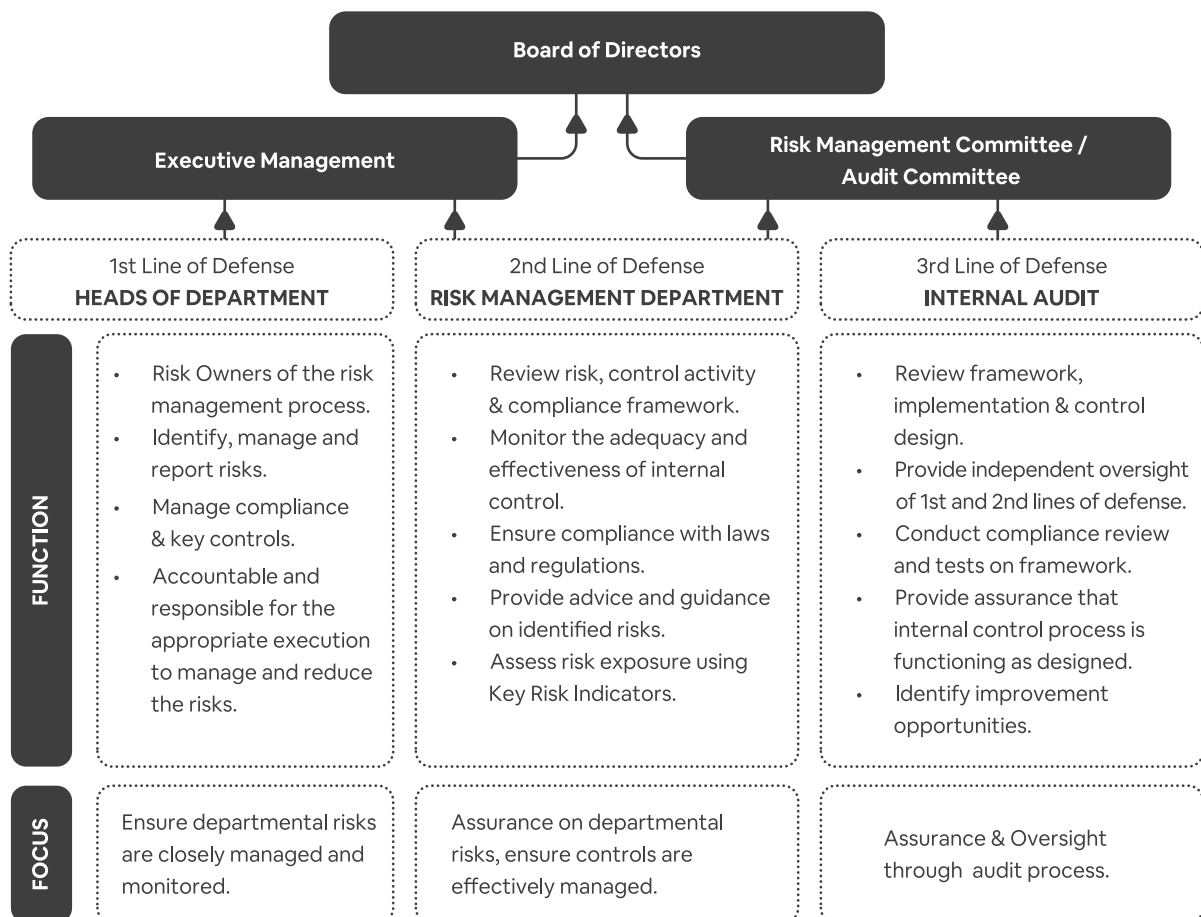 Board of Directors
Executive Management
Risk Management Committee /
Audit Committee
1st Line of Defense
HEADS OF DEPARTMENT
2nd Line of Defense
RISK MANAGEMENT DEPARTMENT
3rd Line of Defense
INTERNAL AUDIT
FUNCTION
• Risk Owners of the risk
management process.
• Identify, manage and
report risks.
• Manage compliance
& key controls.
• Accountable and
responsible for the
appropriate execution
to manage and reduce
the risks.
• Review risk, control activity
& compliance framework.
• Monitor the adequacy and
effectiveness of internal
control.
• Ensure compliance with laws
and regulations.
• Provide advice and guidance
on identified risks.
• Assess risk exposure using
Key Risk Indicators.
• Review framework,
implementation & control
design.
• Provide independent oversight
of 1st and 2nd lines of defense.
• Conduct compliance review
and tests on framework.
• Provide assurance that
internal control process is
functioning as designed.
• Identify improvement
opportunities.
FOCUS
Ensure departmental risks
are closely managed and
monitored.
Assurance on departmental
risks, ensure controls are
effectively managed.
Assurance & Oversight
through audit process.